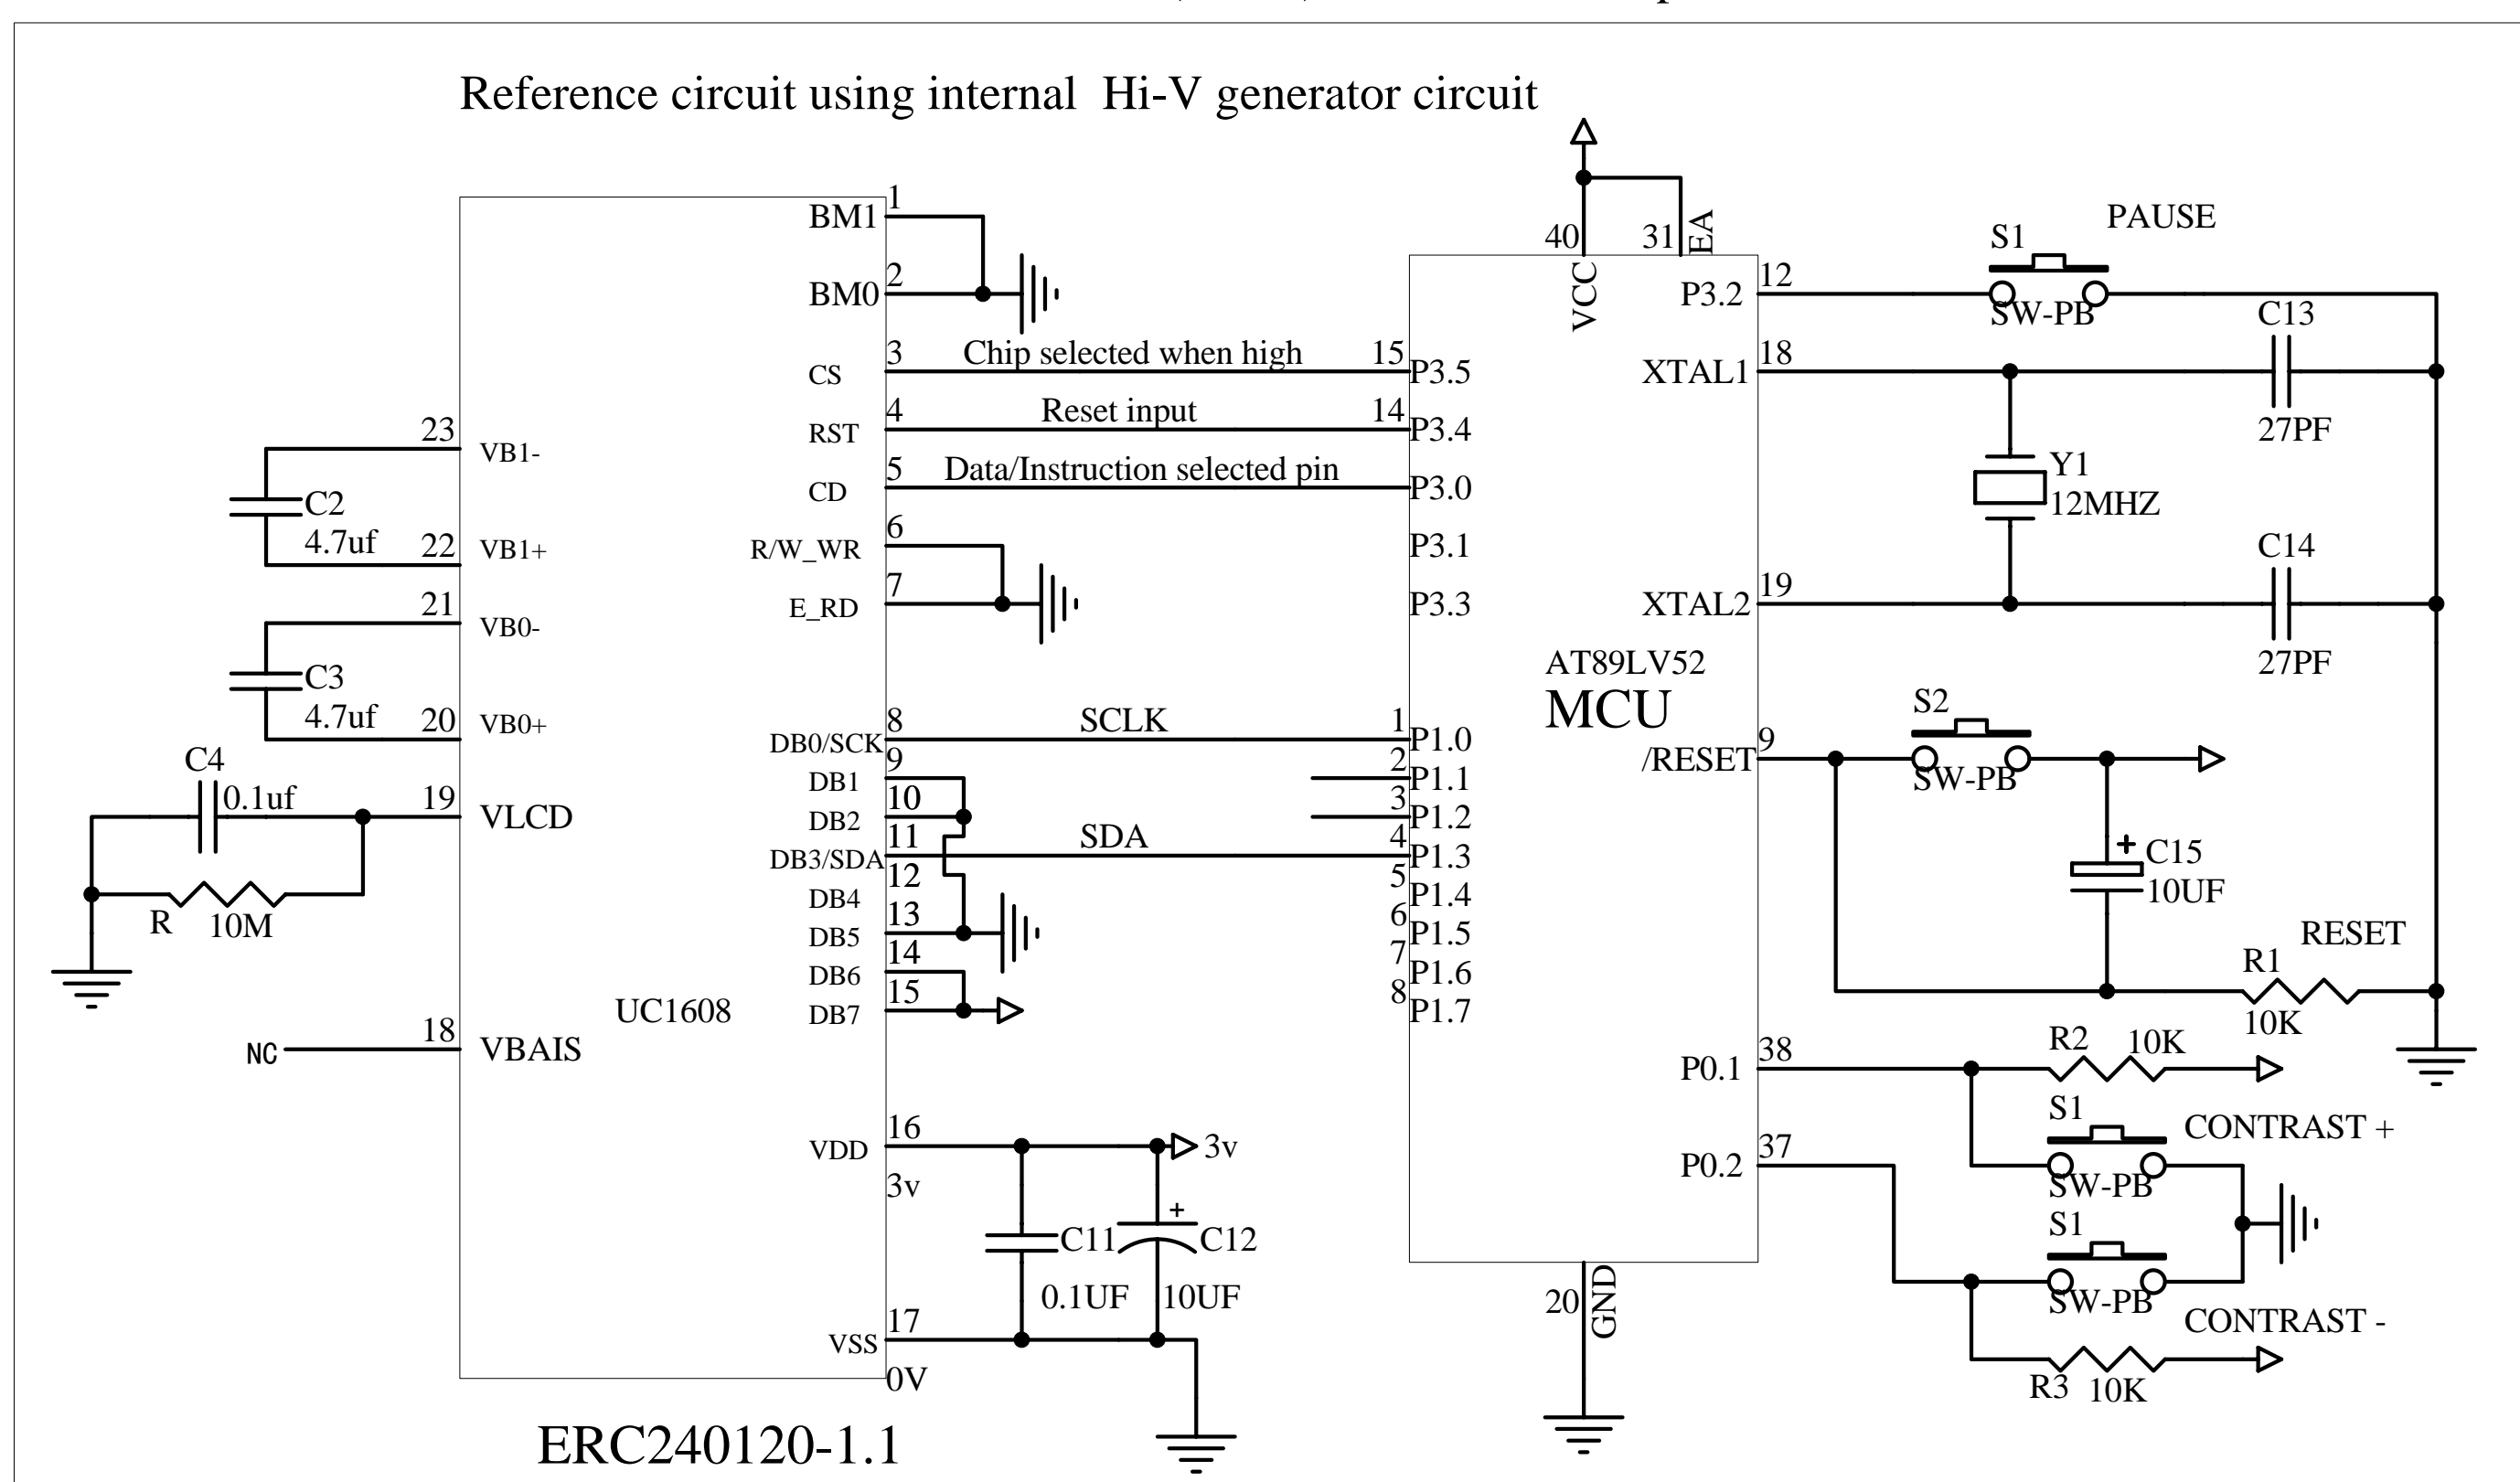 Reference circuit using internal  Hi-V generator circuit
BM1 1
BM0 2
CS 3 Chip selected when high 15 P3.5
RST 4 Reset input 14 P3.4
CD 5 Data/Instruction selected pin P3.0
R/W_WR 6 P3.1
E_RD 7 P3.3
DB0/SCK 8 SCLK 1 P1.0
DB1 9 2 P1.1
DB2 10 3 P1.2
DB3/SDA 11 SDA 4 P1.3
DB4 12 5 P1.4
DB5 13 6 P1.5
DB6 14 7 P1.6
DB7 15 8 P1.7
VDD 16 3v
3v
C11
0.1UF
+
C12
10UF
VSS 17
0V
23 VB1-
C2
4.7uf
22 VB1+
21 VB0-
C3
4.7uf
20 VB0+
C4
0.1uf
19 VLCD
R 10M
NC 18 VBAIS
UC1608
ERC240120-1.1
40 VCC
31 EA
AT89LV52
MCU
20 GND
P3.2 12
S1
PAUSE
SW-PB
XTAL1 18
C13
27PF
Y1
12MHZ
XTAL2 19
C14
27PF
/RESET 9
S2
SW-PB
+
C15
10UF
RESET
R1
10K
P0.1 38
R2 10K
S1
CONTRAST +
SW-PB
P0.2 37
S1
SW-PB
CONTRAST -
R3 10K